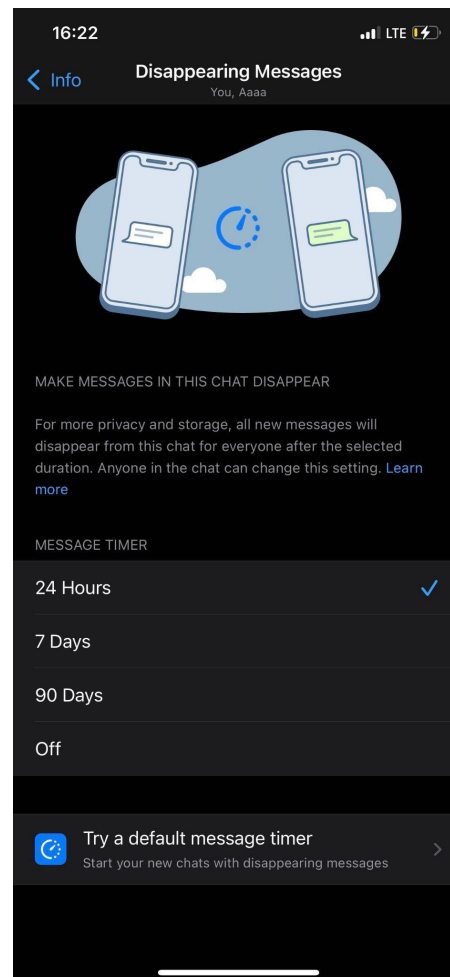 16:22
LTE
Info
Disappearing Messages
You, Aaaa
MAKE MESSAGES IN THIS CHAT DISAPPEAR
For more privacy and storage, all new messages will
disappear from this chat for everyone after the selected
duration. Anyone in the chat can change this setting. Learn
more
MESSAGE TIMER
24 Hours
7 Days
90 Days
Off
Try a default message timer
Start your new chats with disappearing messages